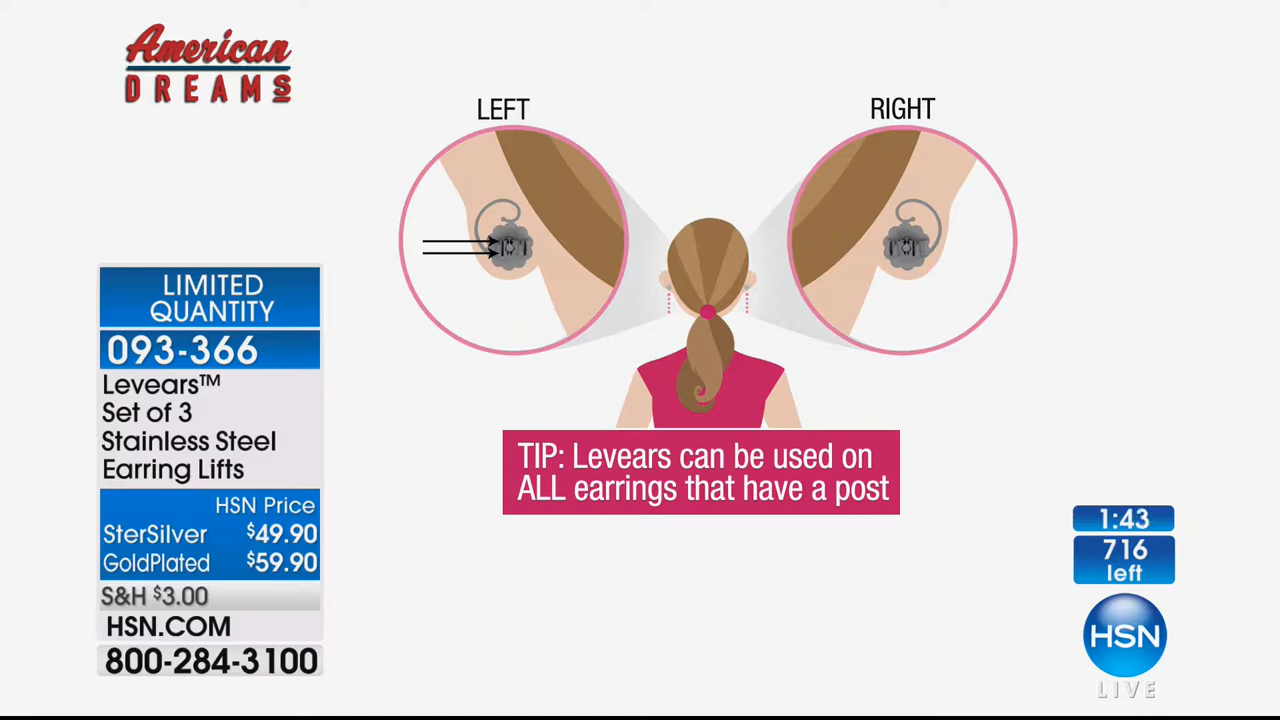 American
DREAMS
LEFT
RIGHT
LIMITED
QUANTITY
093-366
Levears™
Set of 3
Stainless Steel
Earring Lifts
HSN Price
SterSilver $49.90
GoldPlated $59.90
S&H $3.00
HSN.COM
800-284-3100
TIP: Levears can be used on
ALL earrings that have a post
1:43
716
left
HSN
LIVE